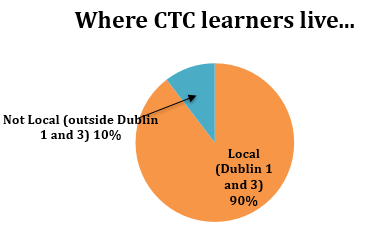 Where CTC learners live...
Not Local (outside Dublin
1 and 3) 10%
Local
(Dublin 1
and 3)
90%